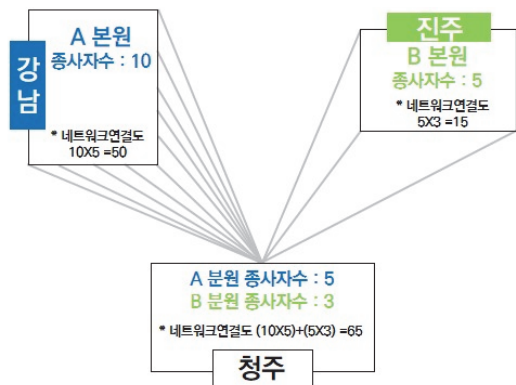 강남
A 본원
종사자수 : 10
* 네트워크연결도
10X5 =50
진주
B 본원
종사자수 : 5
* 네트워크연결도
5X3 =15
A 분원 종사자수 : 5
B 분원 종사자수 : 3
* 네트워크연결도 (10X5)+(5X3) =65
청주